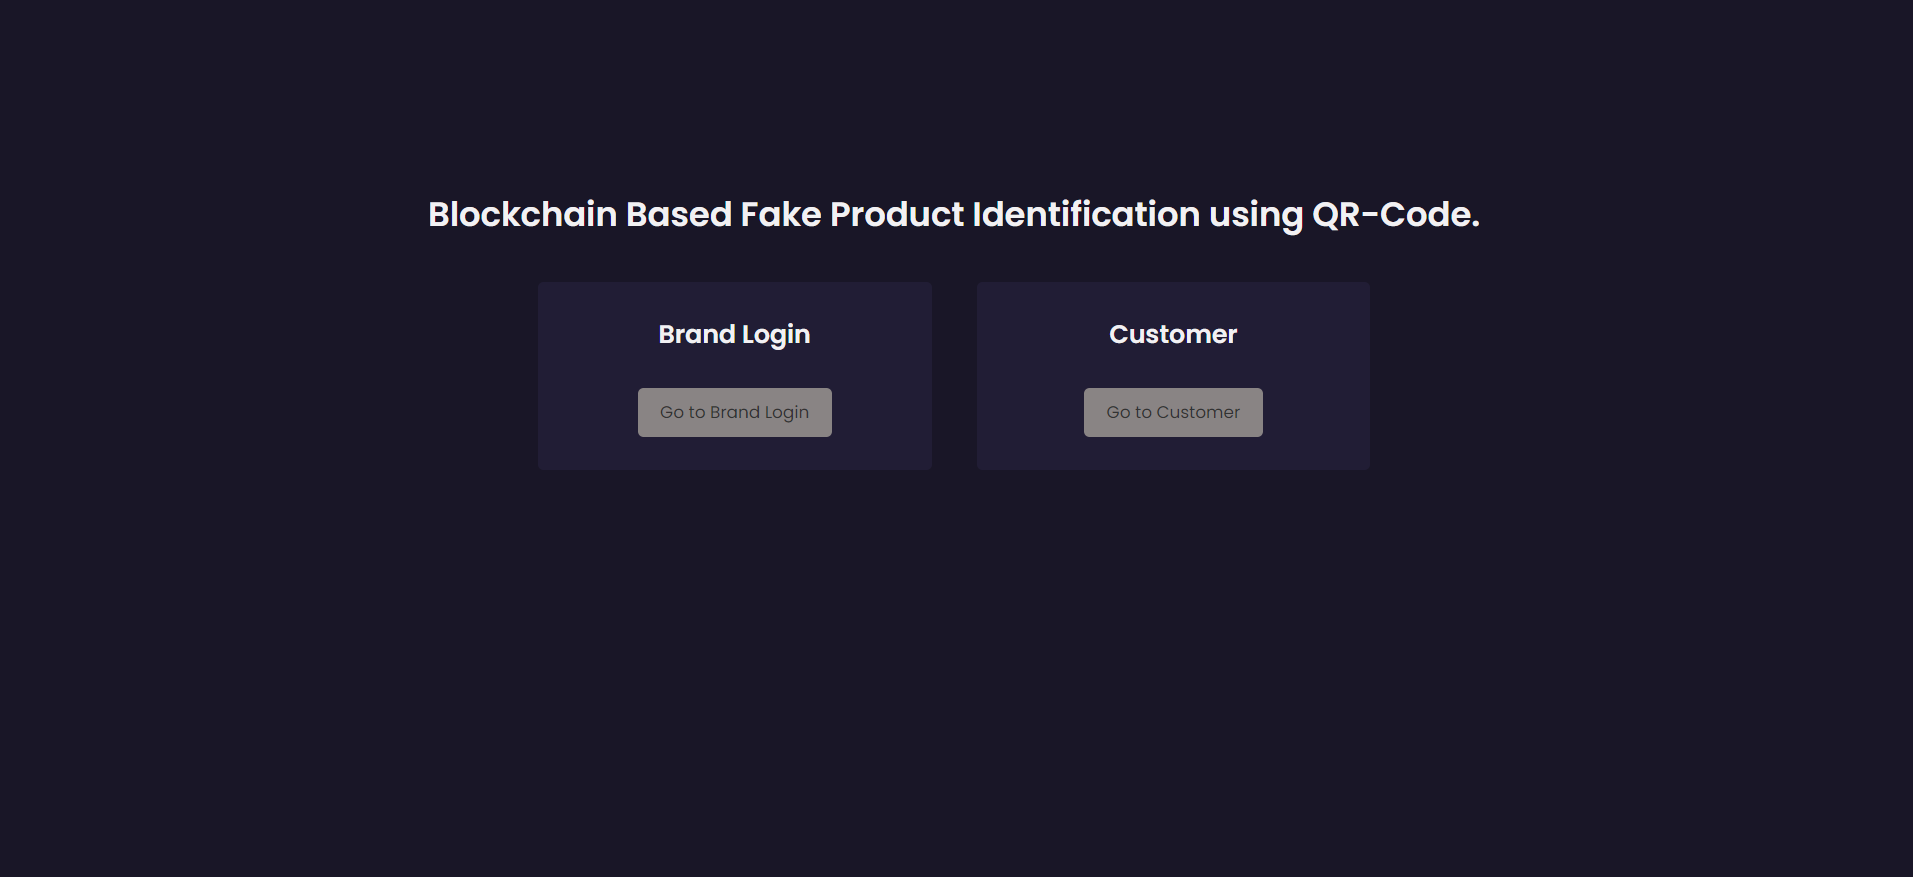 Blockchain Based Fake Product Identification using QR-Code.
Brand Login
Customer
Go to Brand Login
Go to Customer